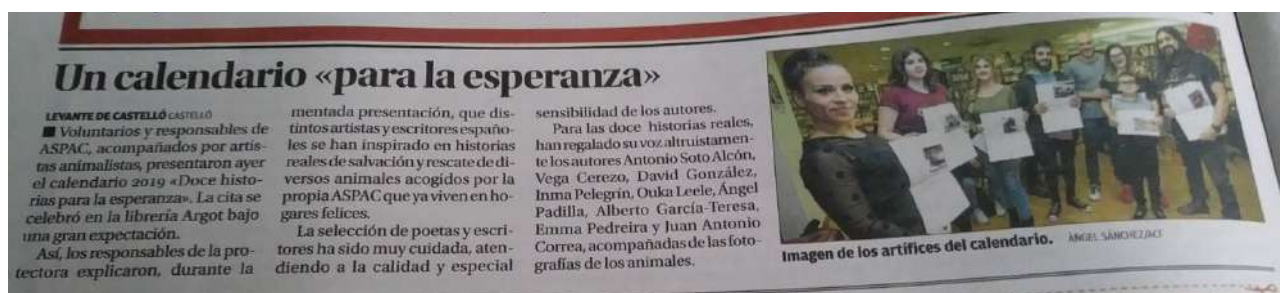 Un calendario «para la esperanza»
LEVANTE DE CASTELLÓ CASTELLÓ
■ Voluntarios y responsables de
ASPAC, acompañados por artis-
tas animalistas, presentaron ayer
el calendario 2019 «Doce histo-
rias para la esperanza». La cita se
celebró en la librería Argot bajo
una gran expectación.
Así, los responsables de la pro-
tectora explicaron, durante la
mentada presentación, que dis-
tintos artistas y escritores españo-
les se han inspirado en historias
reales de salvación y rescate de di-
versos animales acogidos por la
propia ASPAC que ya viven en ho-
gares felices.
La selección de poetas y escri-
tores ha sido muy cuidada, aten-
diendo a la calidad y especial
sensibilidad de los autores.
Para las doce historias reales,
han regalado su voz altruistamen-
te los autores Antonio Soto Alcón,
Vega Cerezo, David González,
Inma Pelegrín, Ouka Leele, Ángel
Padilla, Alberto García-Teresa,
Emma Pedreira y Juan Antonio
Correa, acompañadas de las foto-
grafías de los animales.
Imagen de los artífices del calendario. ÀNGEL SÁNCHEZ/ACF